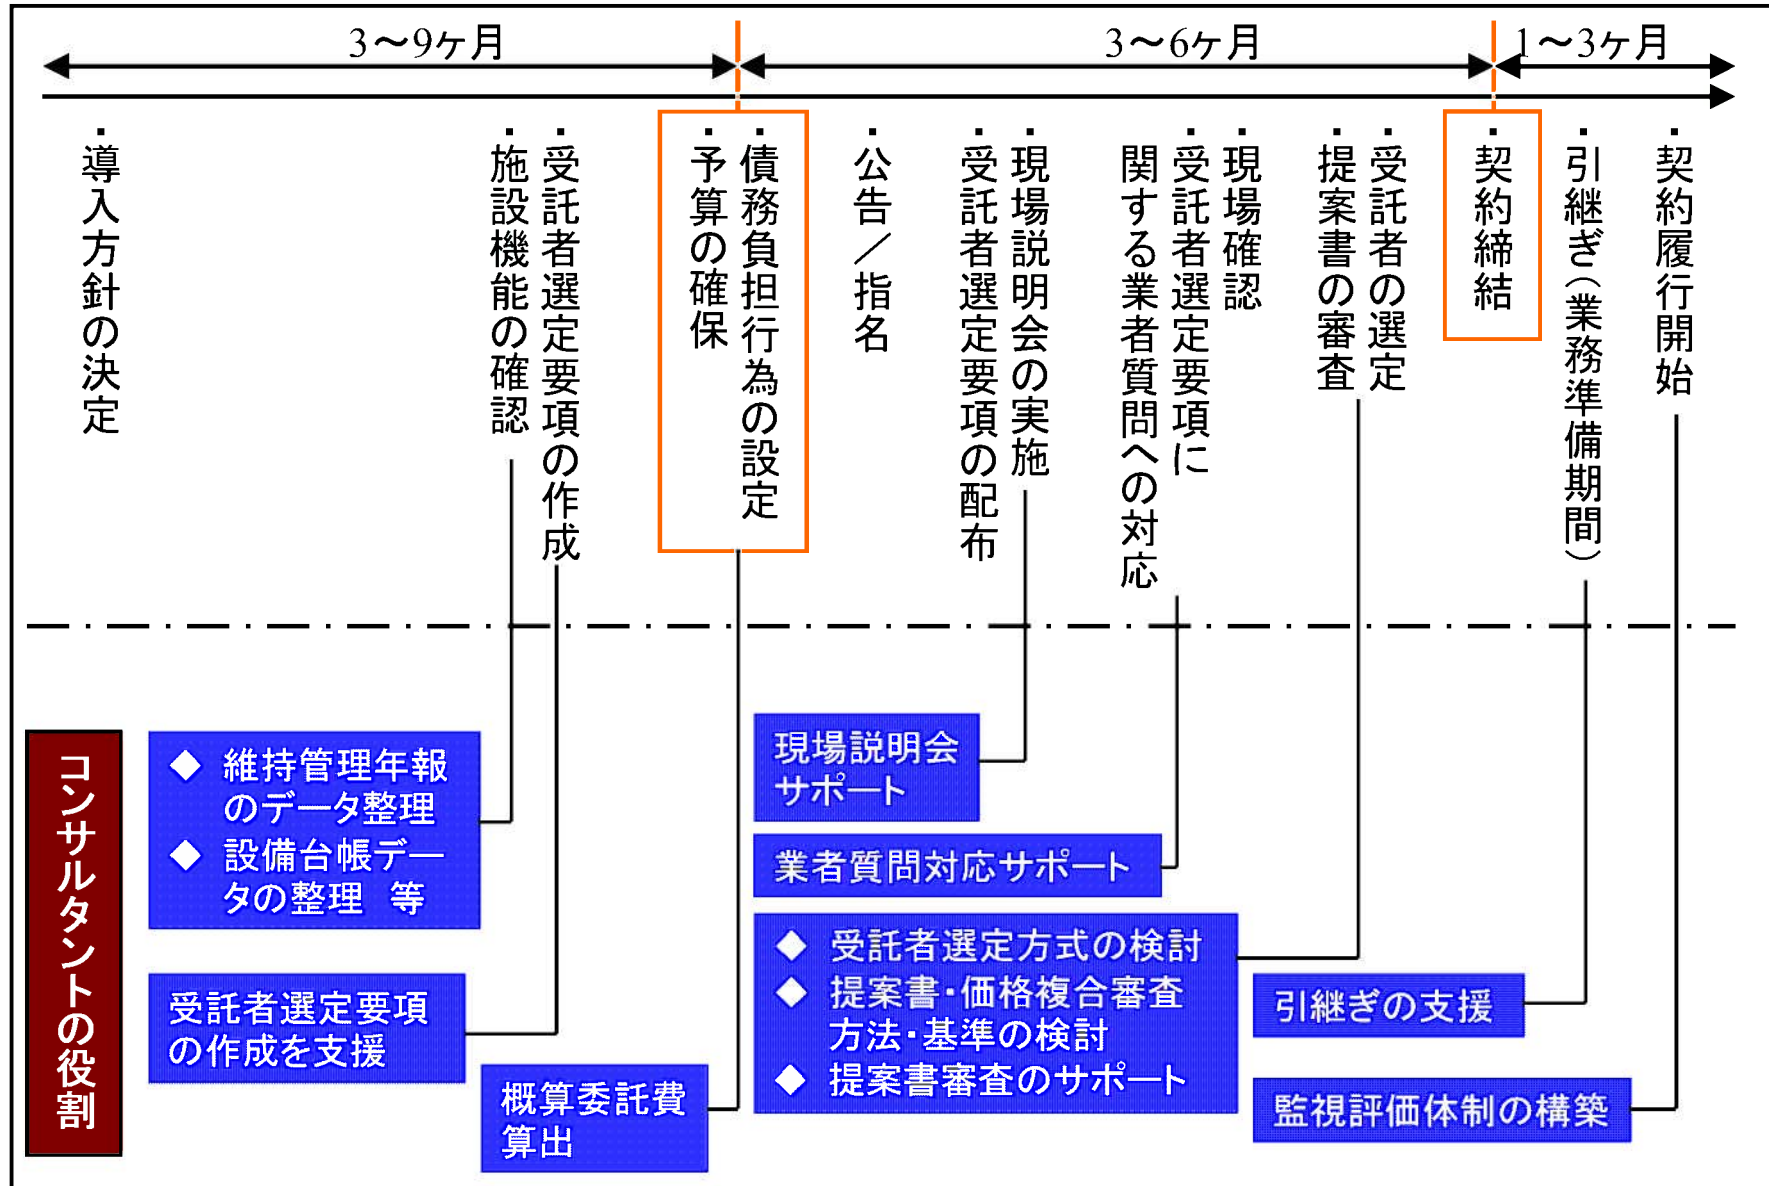 3～9ヶ月
3～6ヶ月
1～3ヶ月
・導入方針の決定
・施設機能の確認
・受託者選定要項の作成
・予算の確保
・債務負担行為の設定
・公告／指名
・受託者選定要項の配布
・現場説明会の実施
・現場確認
・受託者選定要項に
関する業者質問への対応
・受託者の選定
・提案書の審査
・契約締結
・引継ぎ（業務準備期間）
・契約履行開始
コンサルタントの役割
◆ 維持管理年報
のデータ整理
◆ 設備台帳デー
タの整理　等
受託者選定要項
の作成を支援
概算委託費
算出
現場説明会
サポート
業者質問対応サポート
◆ 受託者選定方式の検討
◆ 提案書・価格複合審査
方法・基準の検討
◆ 提案書審査のサポート
引継ぎの支援
監視評価体制の構築